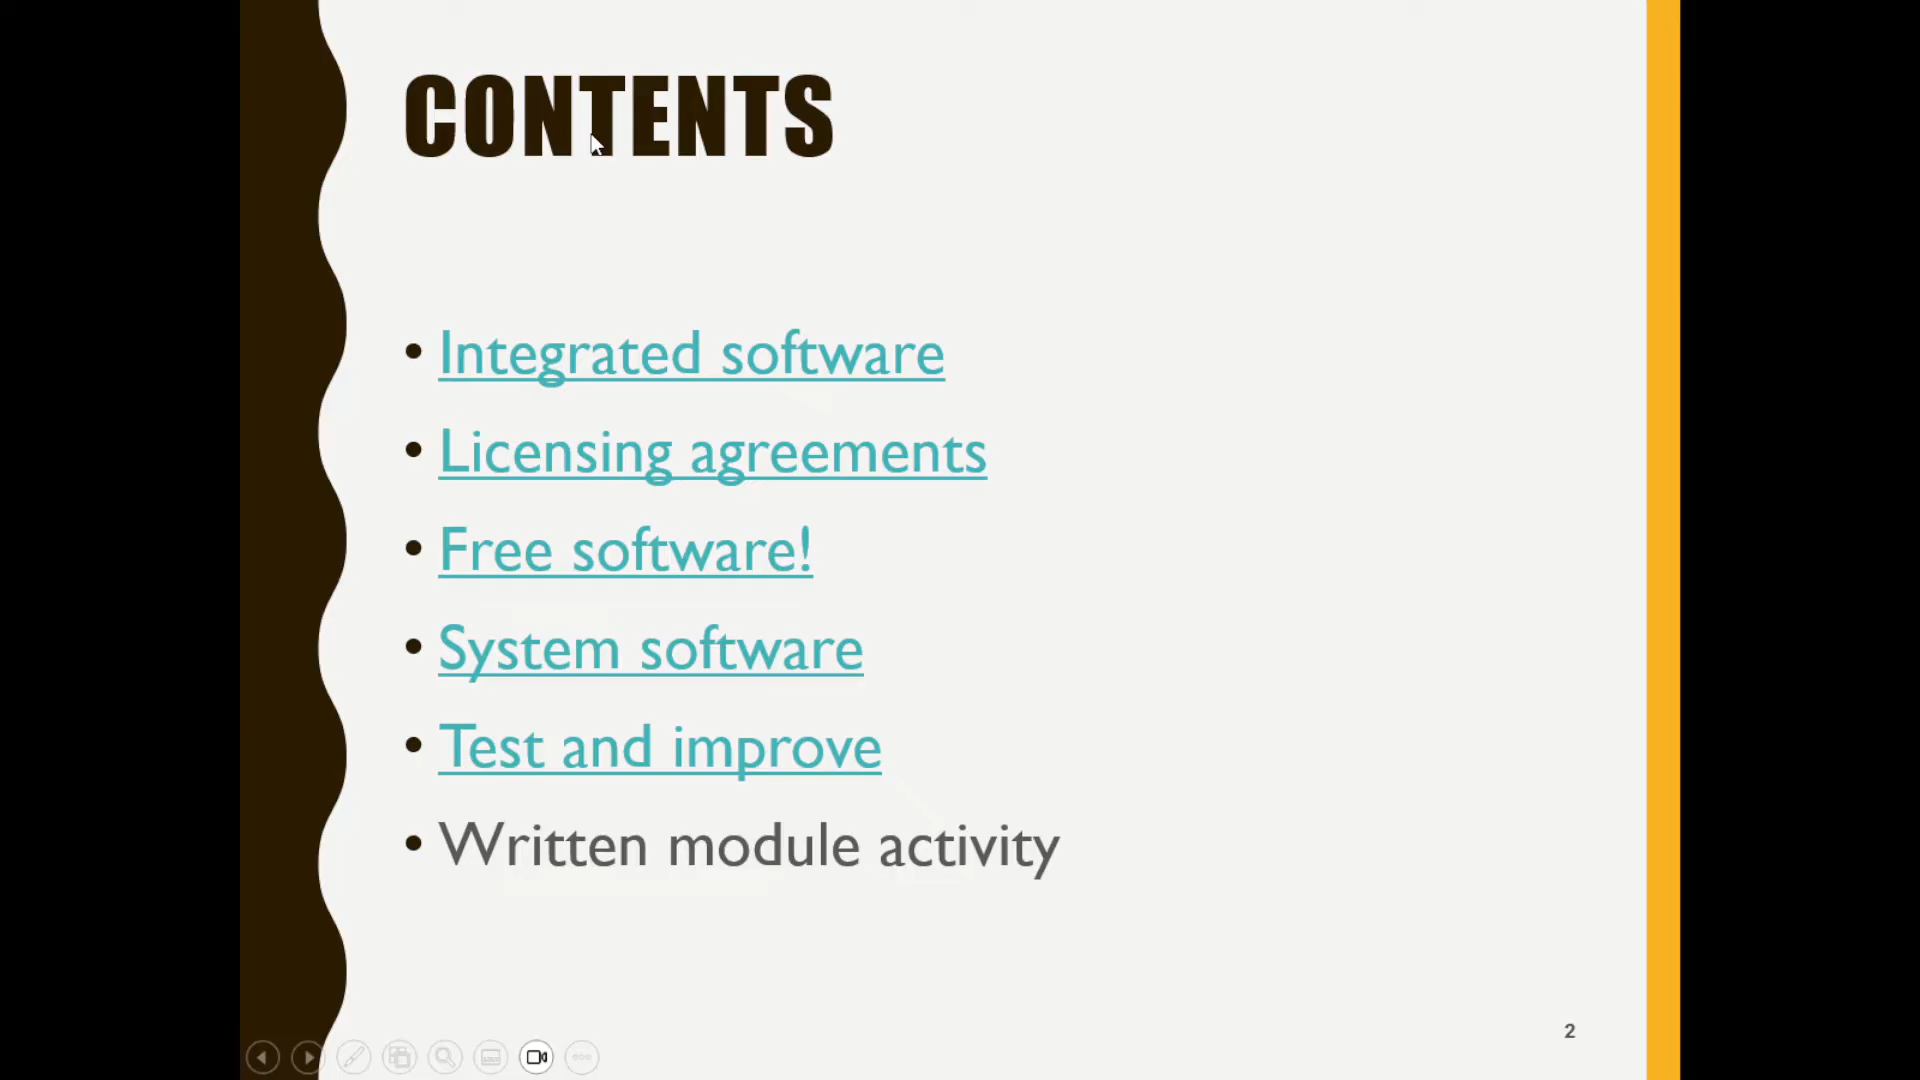 CONTENTS
• Integrated software
• Licensing agreements
• Free software!
• System software
• Test and improve
• Written module activity
2